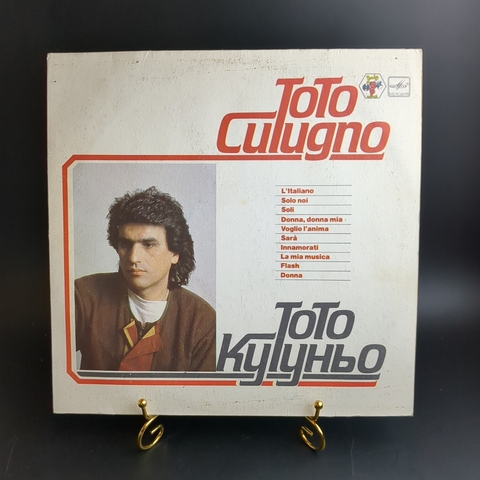 Toto
Cutugno
L'Italiano
Solo noi
Soli
Donna, donna mia
Voglio l'anima
Sarà
Innamorati
La mia musica
Flash
Donna
Тото
Кутуньо